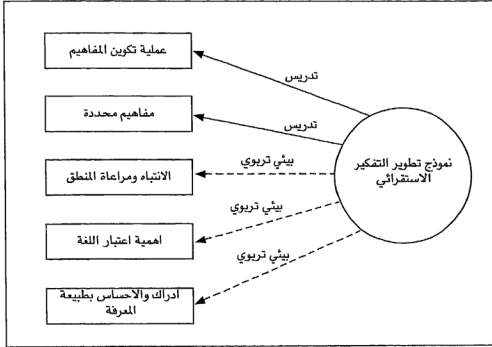 عملية تكوين المفاهيم
تدريس
مفاهيم محددة
تدريس
نموذج تطوير التفكير
الاستقرائي
بيئي تربوي
الانتباه ومراعاة المنطق
بيئي تربوي
اهمية اعتبار اللغة
بيئي تربوي
ادراك والاحساس بطبيعة
المعرفة